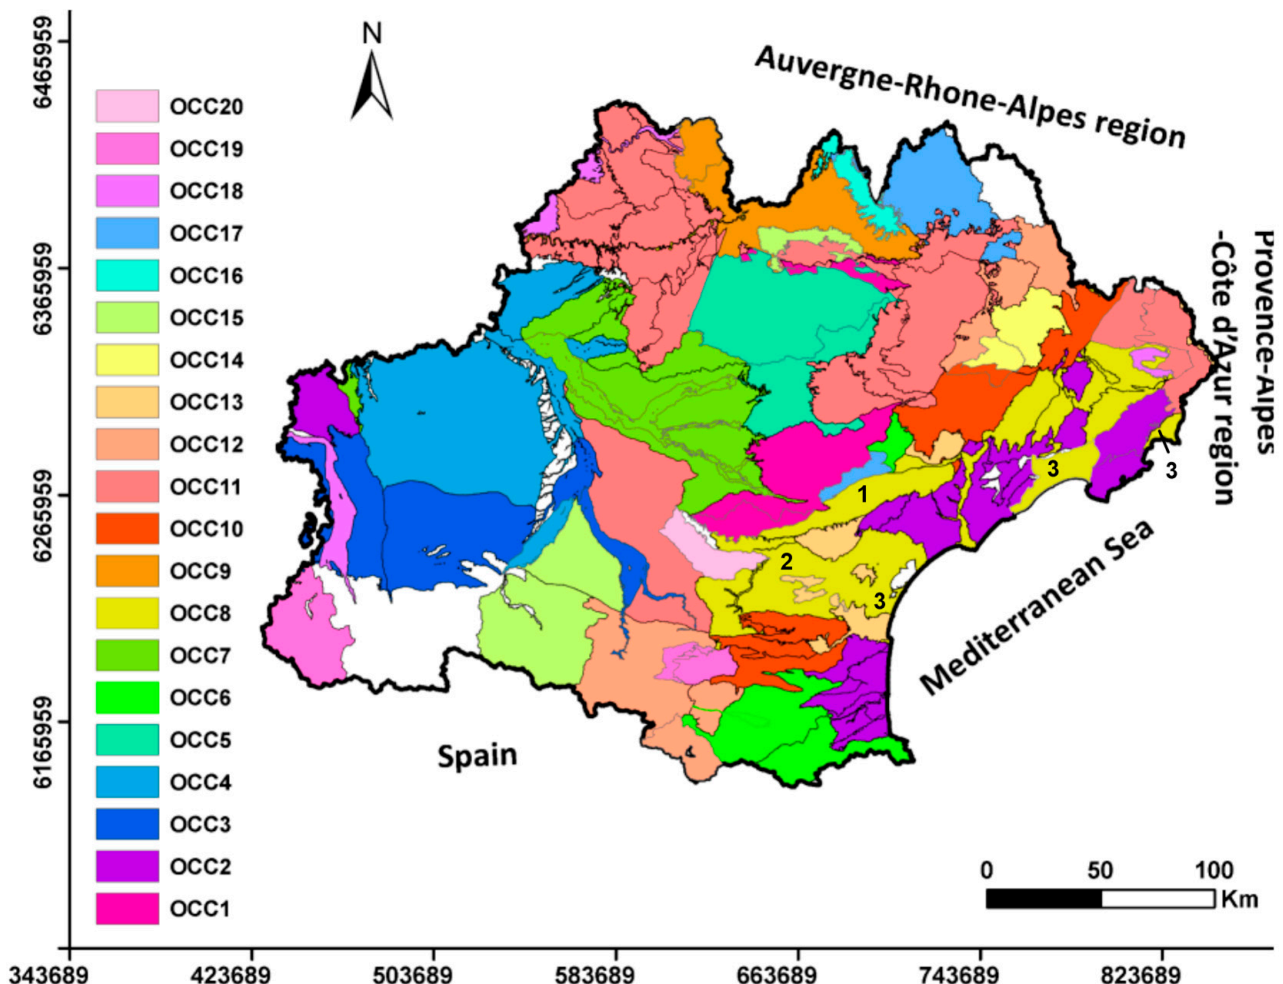 N
Auvergne-Rhone-Alpes region
Provence-Alpes
-Côte d'Azur region
6465959
6365959
6265959
6165959
OCC20
OCC19
OCC18
OCC17
OCC16
OCC15
OCC14
OCC13
OCC12
OCC11
OCC10
OCC9
OCC8
OCC7
OCC6
OCC5
OCC4
OCC3
OCC2
OCC1
3
3
1
2
3
Mediterranean Sea
Spain
0 50 100
Km
343689 423689 503689 583689 663689 743689 823689